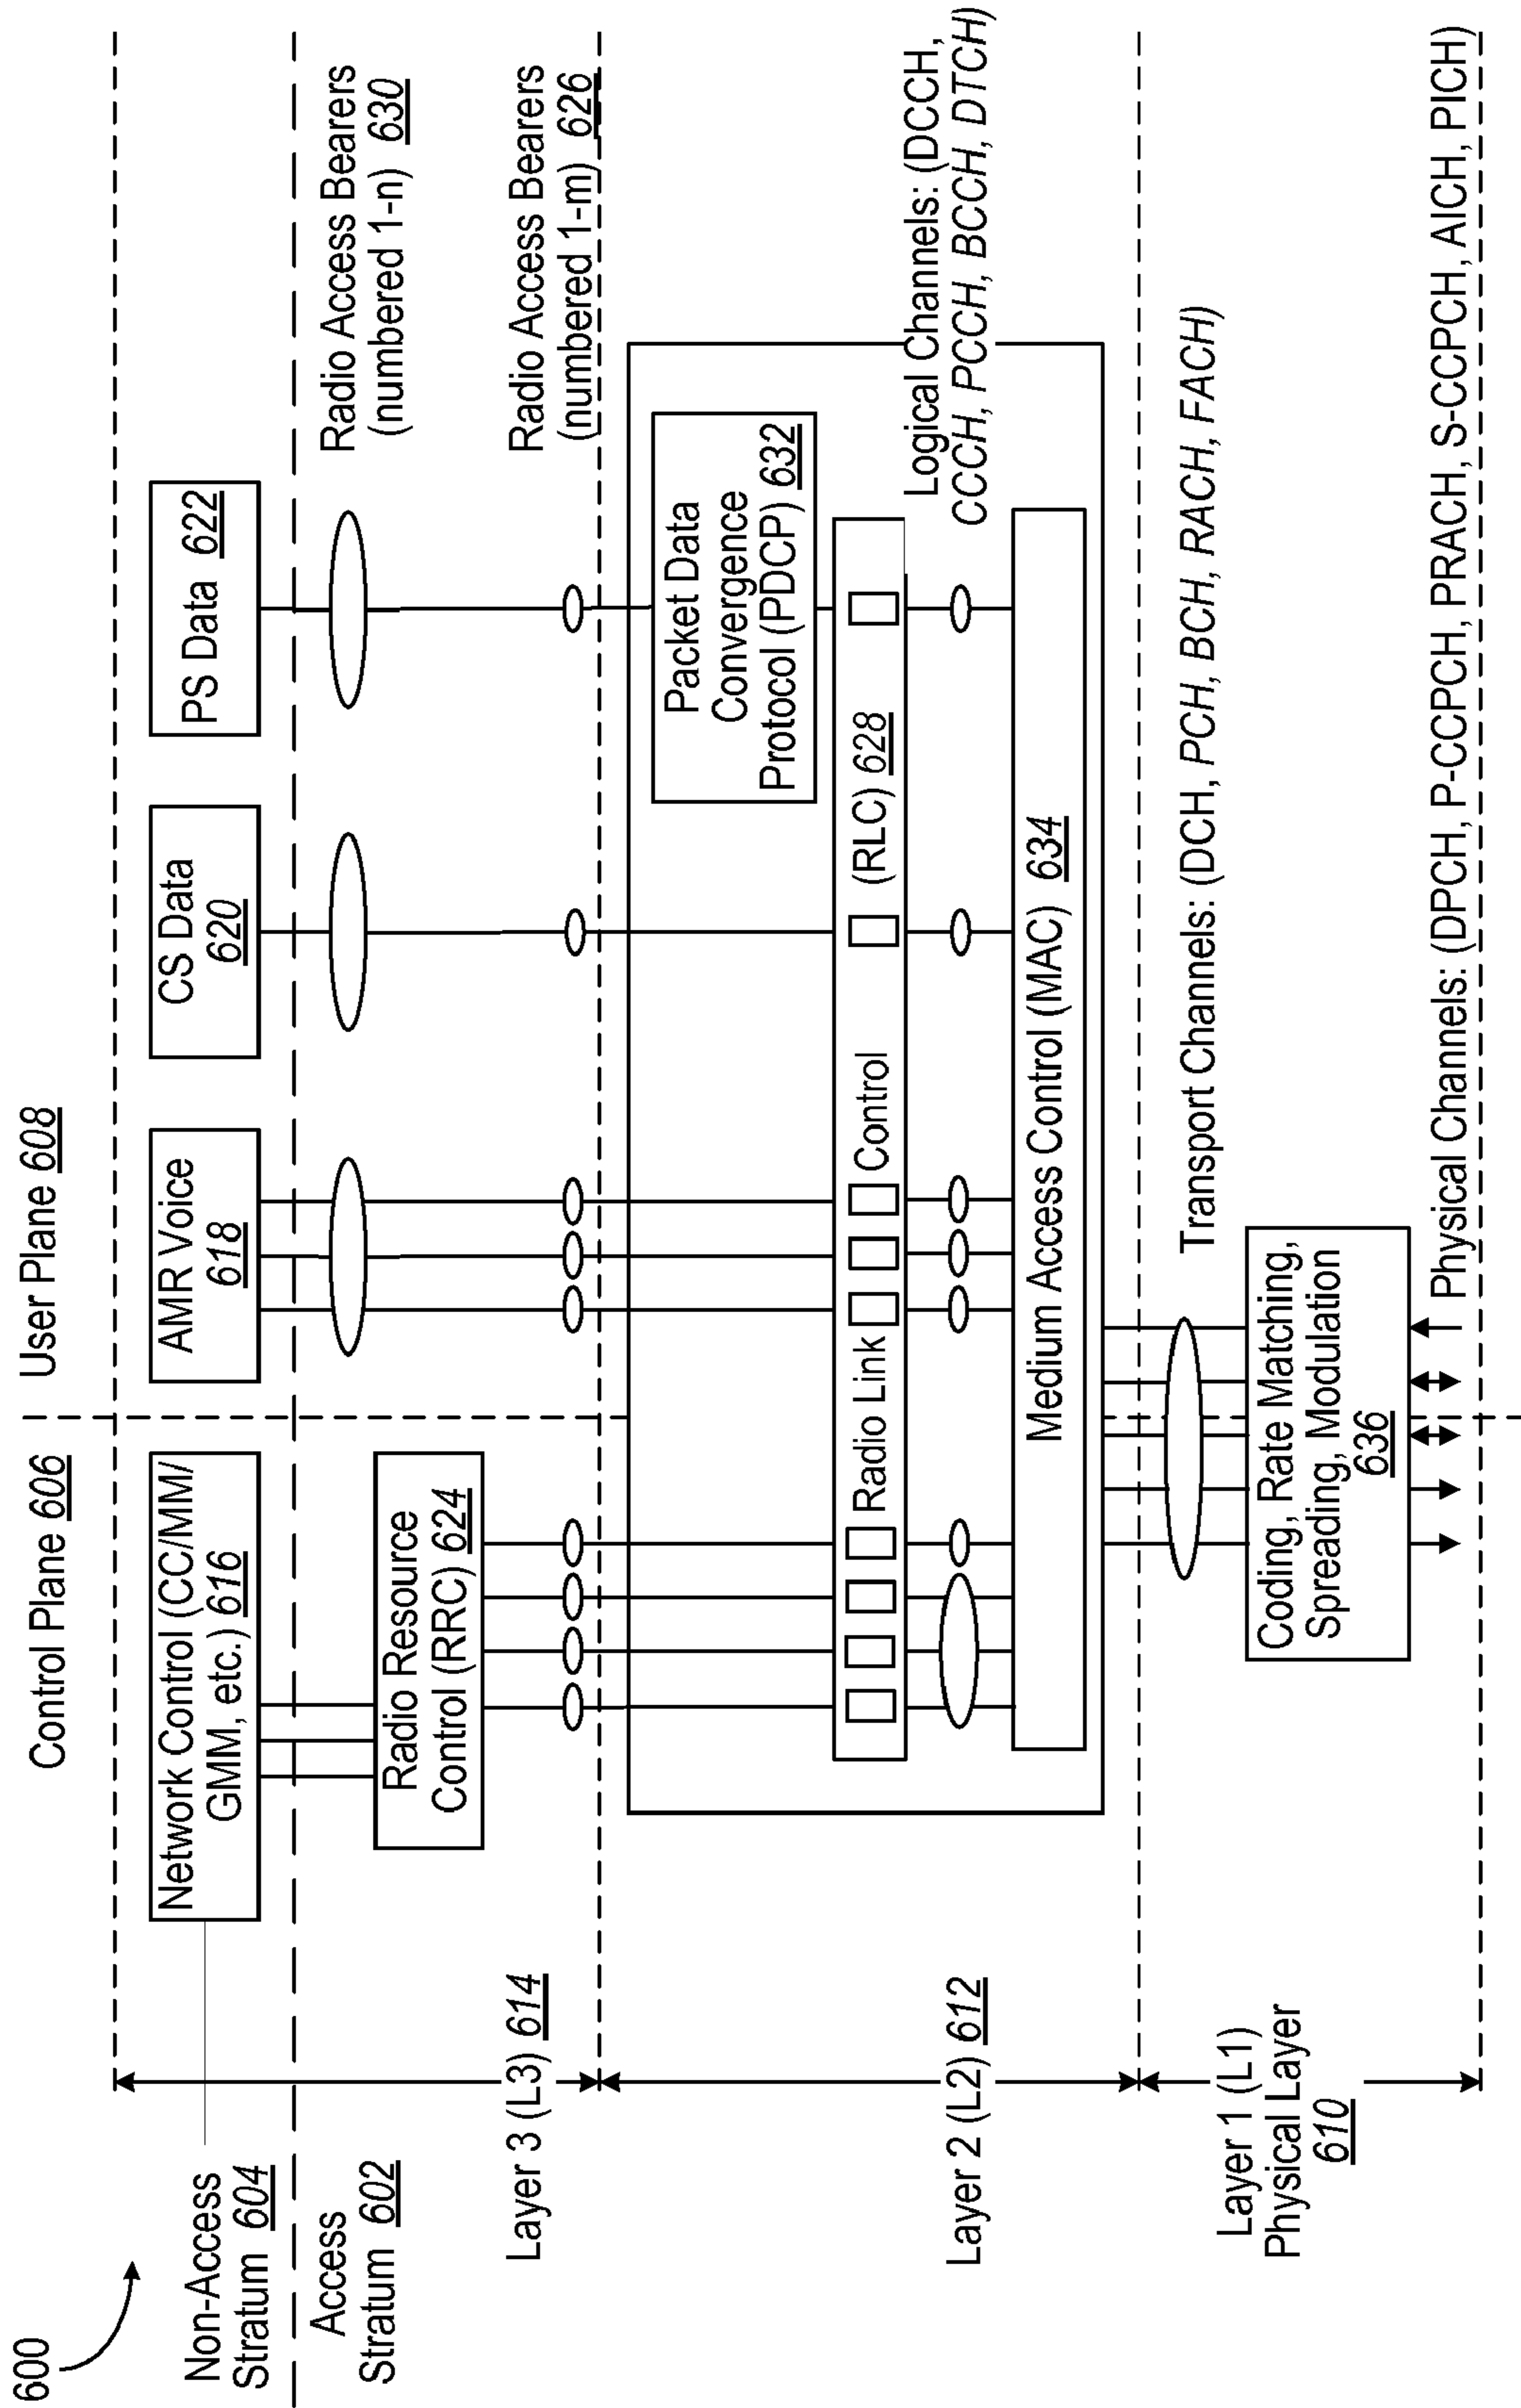 600
Control Plane 606
User Plane 608
Non-Access
Stratum 604
Network Control (CC/MM/
GMM, etc.) 616
AMR Voice
618
CS Data
620
PS Data 622
Access
Stratum 602
Radio Access Bearers
(numbered 1-n) 630
Radio Resource
Control (RRC) 624
Layer 3 (L3) 614
Radio Access Bearers
(numbered 1-m) 626
Packet Data
Convergence
Protocol (PDCP) 632
Radio Link Control (RLC) 628
Logical Channels: (DCCH,
CCCH, PCCH, BCCH, DTCH)
Layer 2 (L2) 612
Medium Access Control (MAC) 634
Transport Channels: (DCH, PCH, BCH, RACH, FACH)
Layer 1 (L1)
Physical Layer
610
Coding, Rate Matching,
Spreading, Modulation
636
Physical Channels: (DPCH, P-CCPCH, PRACH, S-CCPCH, AICH, PICH)